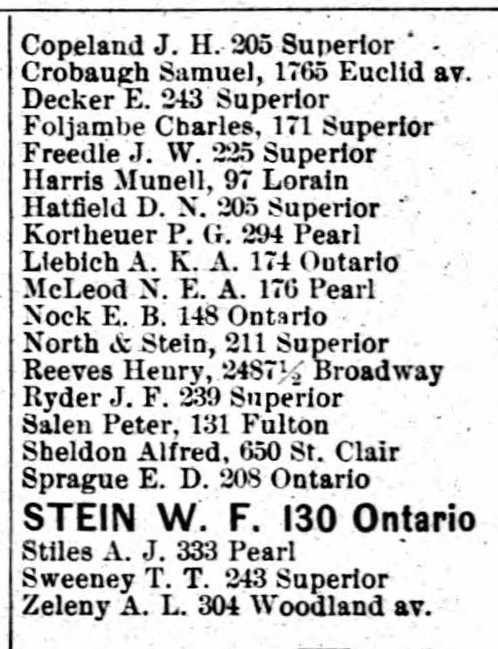 Copeland J. H. 205 Superior
Crobaugh Samuel, 1765 Euclid av.
Decker E. 243 Superior
Foljambe Charles, 171 Superior
Freedle J. W. 225 Superior
Harris Munell, 97 Lorain
Hatfield D. N. 205 Superior
Kortheuer P. G. 294 Pearl
Liebich A. K. A. 174 Ontario
McLeod N. E. A. 176 Pearl
Nock E. B. 148 Ontario
North & Stein, 211 Superior
Reeves Henry, 2487½ Broadway
Ryder J. F. 239 Superior
Salen Peter, 131 Fulton
Sheldon Alfred, 650 St. Clair
Sprague E. D. 208 Ontario
STEIN W. F. 130 Ontario
Stiles A. J. 333 Pearl
Sweeney T. T. 243 Superior
Zeleny A. L. 304 Woodland av.